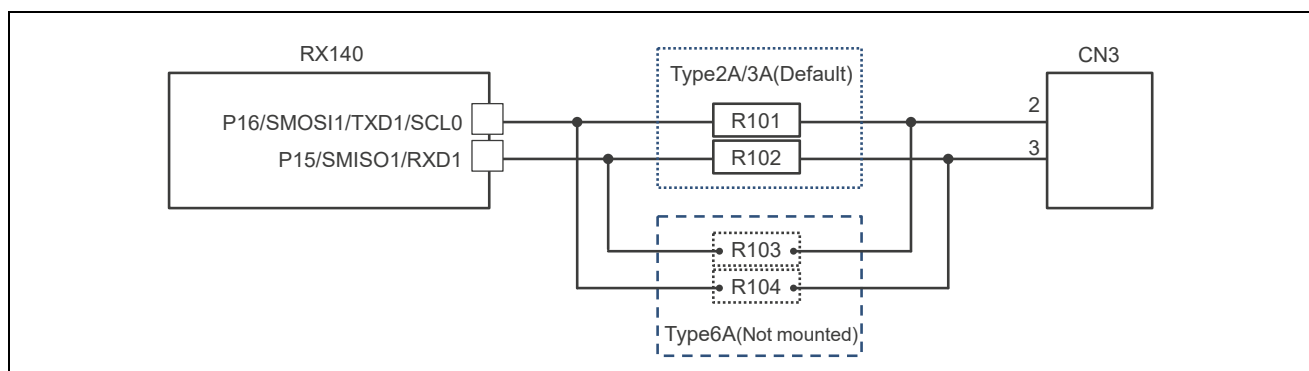 RX140
Type2A/3A(Default)
CN3
P16/SMOSI1/TXD1/SCL0
R101
2
P15/SMISO1/RXD1
R102
3
R103
R104
Type6A(Not mounted)